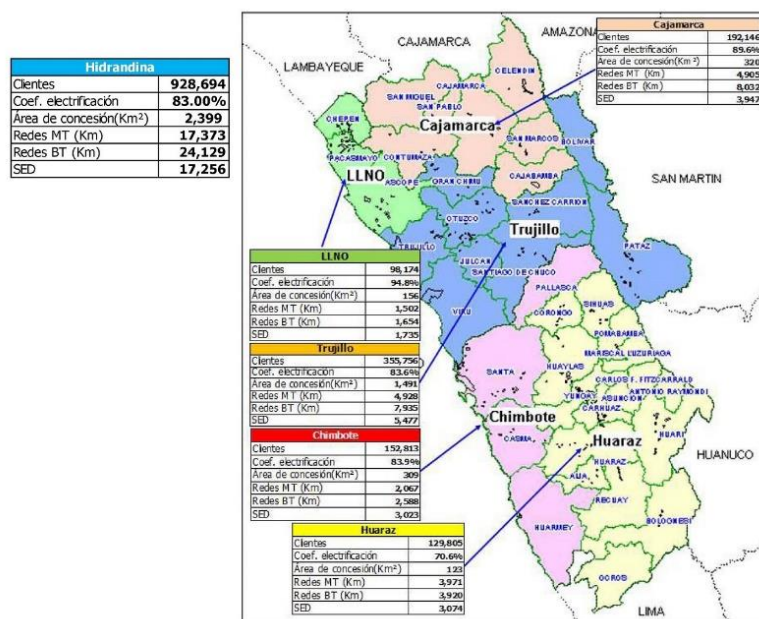 Hidrandina
Clientes 928,694
Coef. electrificación 83.00%
Área de concesión(Km²) 2,399
Redes MT (Km) 17,373
Redes BT (Km) 24,129
SED 17,256
Cajamarca
Clientes 192,146
Coef. electrificación 89.6%
Área de concesión(Km²) 320
Redes MT (Km) 4,905
Redes BT (Km) 8,032
SED 3,947
CAJAMARCA
LAMBAYEQUE
CELENDIN
CAJAMARCA
SAN MIGUEL
SAN PABLO
CHEPEN
Cajamarca
SAN MARCOS
BOLIVAR
PACASMAYO
CONTUMAZA
LLNO
ASCOPE
GRAN CHIMU
CAJABAMBA
SAN MARTIN
SANCHEZ CARRION
OTUZCO
Trujillo
TRUJILLO
PATAZ
JULCAN
SANTIAGO DE CHUCO
VIRU
LLNO
Clientes 98,174
Coef. electrificación 94.8%
Área de concesión(Km²) 156
Redes MT (Km) 1,502
Redes BT (Km) 1,654
SED 1,735
PALLASCA
SIHUAS
CORONGO
POMABAMBA
MARISCAL LUZURIAGA
Trujillo
Clientes 355,756
Coef. electrificación 83.6%
Área de concesión(Km²) 1,491
Redes MT (Km) 4,928
Redes BT (Km) 7,935
SED 5,477
SANTA
HUAYLAS
CARLOS F. FITZCARRALD
YUNGAY
ANTONIO RAYMONDI
ASUNCION
CARHUAZ
Chimbote
CASMA
Huaraz
HUARI
HUANUCO
HUARAZ
AIJA
RECUAY
BOLOGNESI
HUARMEY
OCROS
LIMA
Chimbote
Clientes 152,813
Coef. electrificación 83.9%
Área de concesión(Km²) 309
Redes MT (Km) 2,067
Redes BT (Km) 2,588
SED 3,023
Huaraz
Clientes 129,805
Coef. electrificación 70.6%
Área de concesión(Km²) 123
Redes MT (Km) 3,971
Redes BT (Km) 3,920
SED 3,074